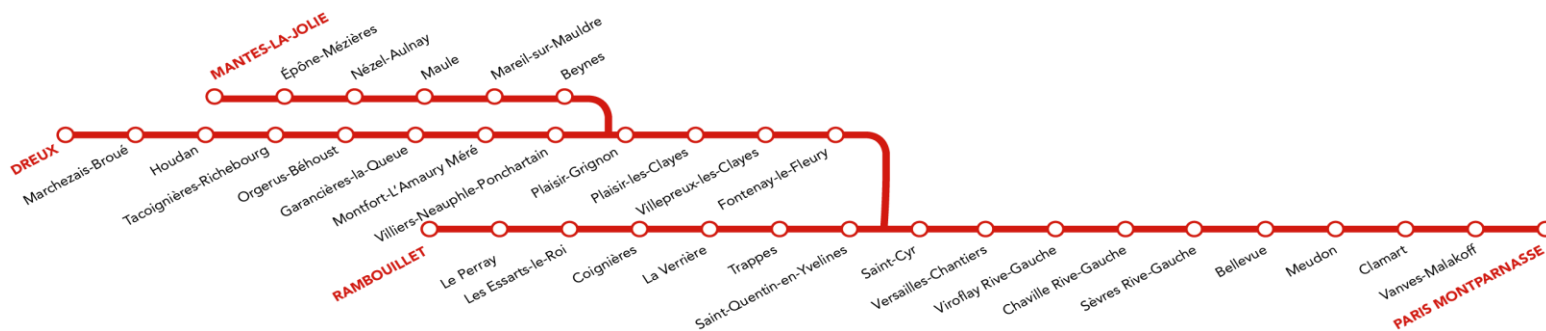 MANTES-LA-JOLIE
Épône-Mézières
Nézel-Aulnay
Maule
Mareil-sur-Mauldre
Beynes
DREUX
Marchezais-Broué
Houdan
Tacoignières-Richebourg
Orgerus-Béhoust
Garancières-la-Queue
Montfort-L'Amaury Méré
Villiers-Neauphle-Ponchartain
Plaisir-Grignon
Plaisir-les-Clayes
Villepreux-les-Clayes
Fontenay-le-Fleury
RAMBOUILLET
Le Perray
Les Essarts-le-Roi
Coignières
La Verrière
Trappes
Saint-Quentin-en-Yvelines
Saint-Cyr
Versailles-Chantiers
Viroflay Rive-Gauche
Chaville Rive-Gauche
Sèvres Rive-Gauche
Bellevue
Meudon
Clamart
Vanves-Malakoff
PARIS MONTPARNASSE